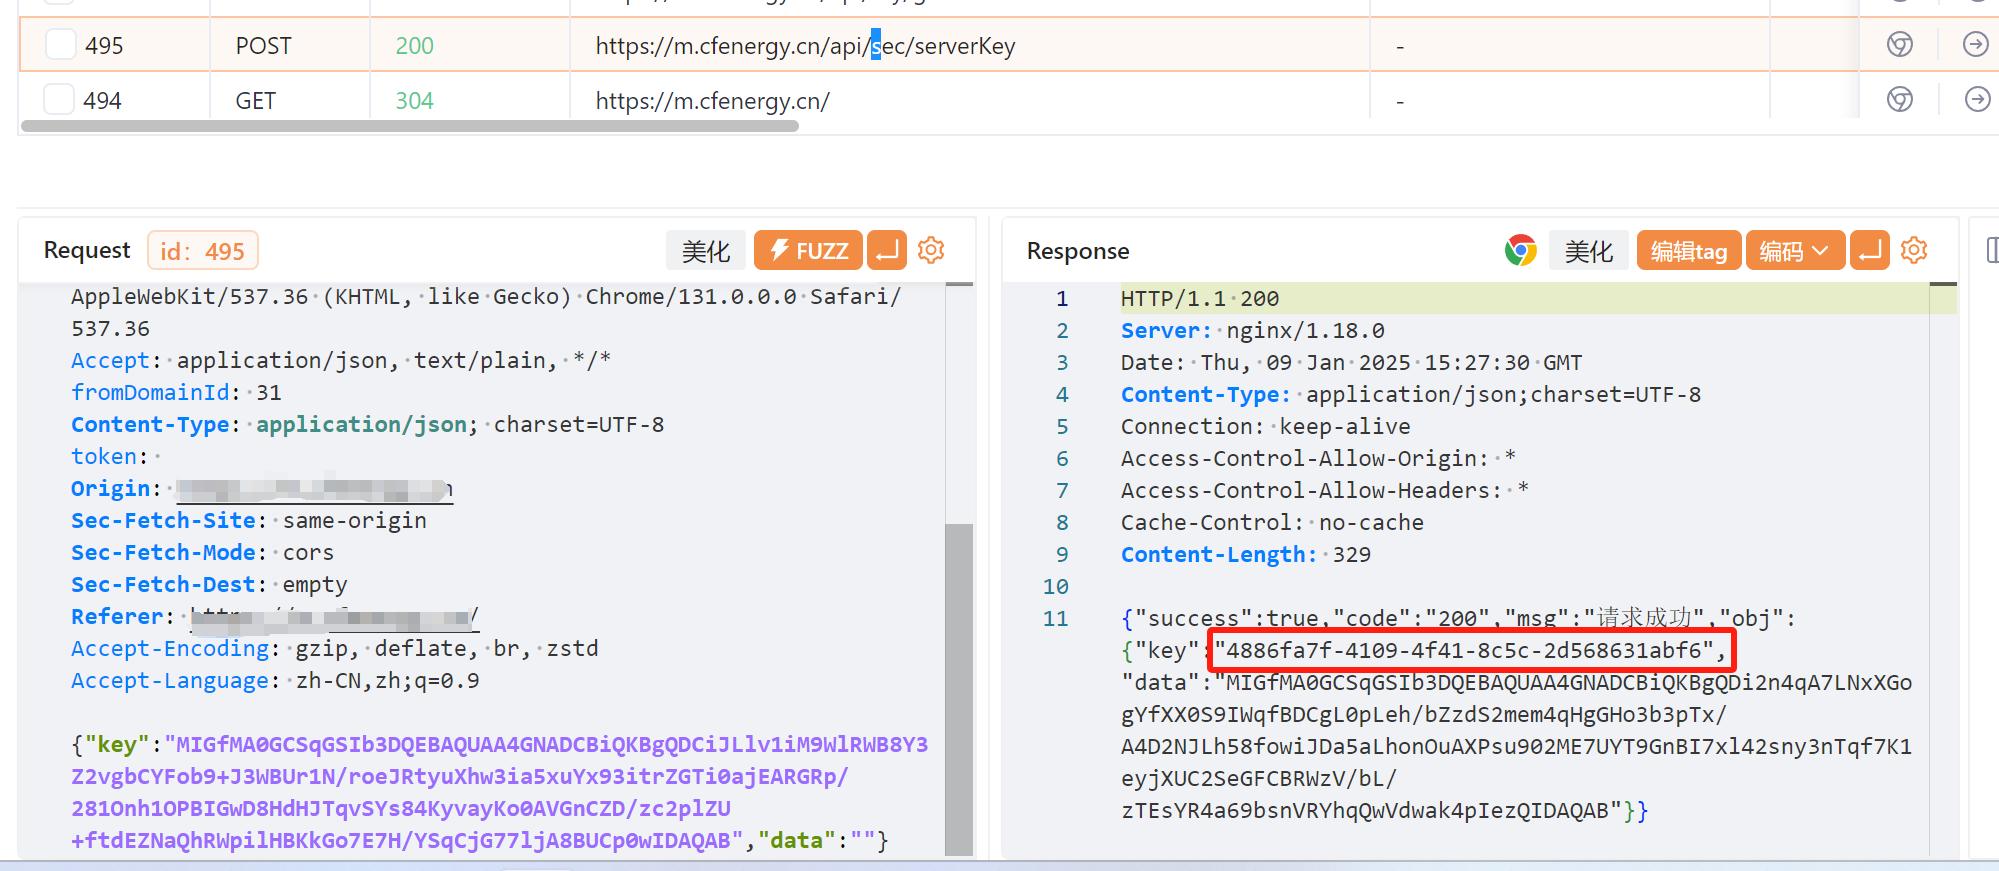 495 POST 200 https://m.cfenergy.cn/api/sec/serverKey -
494 GET 304 https://m.cfenergy.cn/ -
Request id: 495 美化 FUZZ
AppleWebKit/537.36 (KHTML, like Gecko) Chrome/131.0.0.0 Safari/
537.36
Accept: application/json, text/plain, */*
fromDomainId: 31
Content-Type: application/json; charset=UTF-8
token:
Origin:
Sec-Fetch-Site: same-origin
Sec-Fetch-Mode: cors
Sec-Fetch-Dest: empty
Referer:
Accept-Encoding: gzip, deflate, br, zstd
Accept-Language: zh-CN,zh;q=0.9
{"key":"MIGfMA0GCSqGSIb3DQEBAQUAA4GNADCBiQKBgQDCiJLlv1iM9WlRWB8Y3
Z2vgbCYFob9+J3WBUr1N/roeJRtyuXhw3ia5xuYx93itrZGTi0ajEARGRp/
281Onh1OPBIGwD8HdHJTqvSYs84KyvayKo0AVGnCZD/zc2plZU
+ftdEZNaQhRWpilHBKkGo7E7H/YSqCjG77ljA8BUCp0wIDAQAB","data":""}
Response 美化 编辑tag 编码
1 HTTP/1.1 200
2 Server: nginx/1.18.0
3 Date: Thu, 09 Jan 2025 15:27:30 GMT
4 Content-Type: application/json;charset=UTF-8
5 Connection: keep-alive
6 Access-Control-Allow-Origin: *
7 Access-Control-Allow-Headers: *
8 Cache-Control: no-cache
9 Content-Length: 329
10
11 {"success":true,"code":"200","msg":"请求成功","obj":
{"key":"4886fa7f-4109-4f41-8c5c-2d568631abf6",
"data":"MIGfMA0GCSqGSIb3DQEBAQUAA4GNADCBiQKBgQDi2n4qA7LNxXGo
gYfXX0S9IWqfBDCgL0pLeh/bZzdS2mem4qHgGHo3b3pTx/
A4D2NJLh58fowiJDa5aLhonOuAXPsu902ME7UYT9GnBI7xl42sny3nTqf7K1
eyjXUC2SeGFCBRWzV/bL/
zTEsYR4a69bsnVRYhqQwVdwak4pIezQIDAQAB"}}